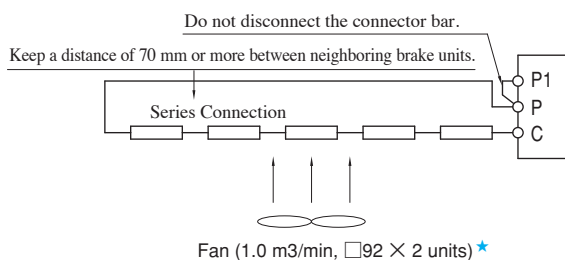 Do not disconnect the connector bar.
Keep a distance of 70 mm or more between neighboring brake units.
P1
Series Connection
P
C
Fan (1.0 m3/min, □92 × 2 units) ★